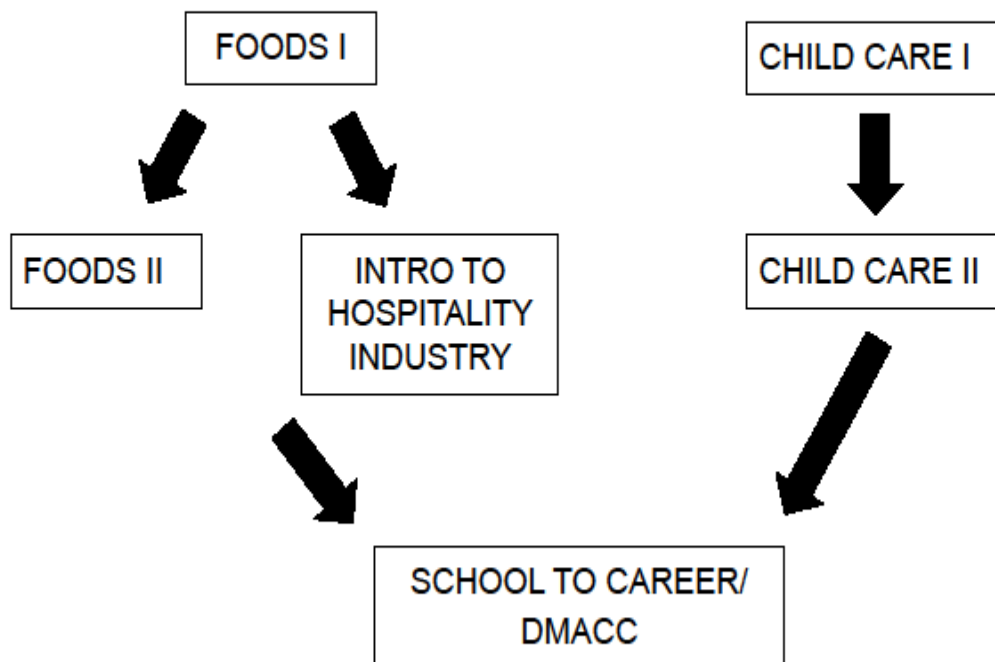 FOODS I
CHILD CARE I
FOODS II
INTRO TO
HOSPITALITY
INDUSTRY
CHILD CARE II
SCHOOL TO CAREER/
DMACC